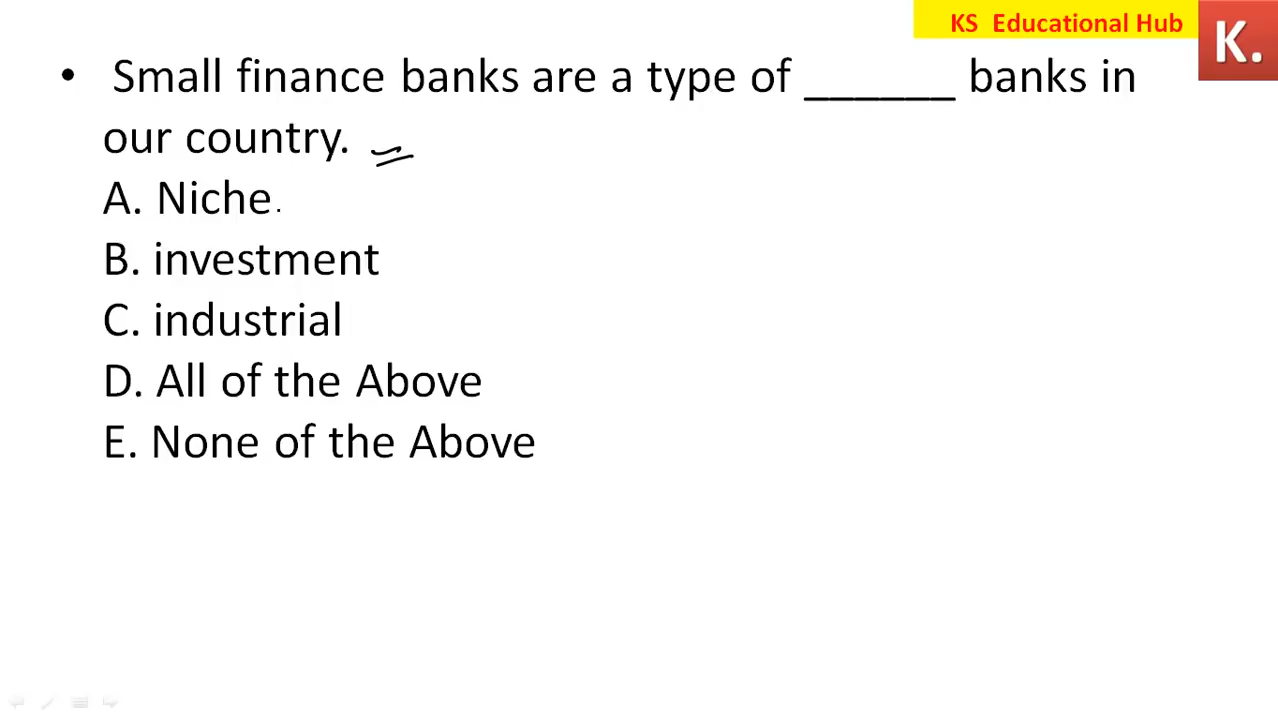 KS Educational Hub
K.
• Small finance banks are a type of ______ banks in
our country.
A. Niche
B. investment
C. industrial
D. All of the Above
E. None of the Above